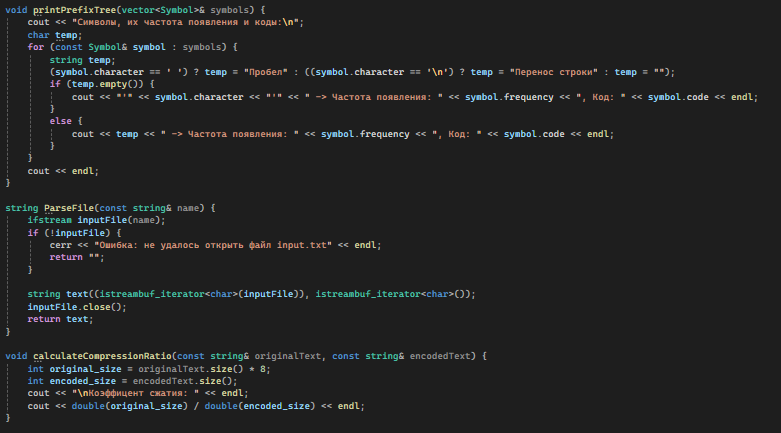 void printPrefixTree(vector<Symbol>& symbols) {
    cout << "Символы, их частота появления и коды:\n";
    char temp;
    for (const Symbol& symbol : symbols) {
        string temp;
        (symbol.character == ' ') ? temp = "Пробел" : ((symbol.character == '\n') ? temp = "Перенос строки" : temp = "");
        if (temp.empty()) {
            cout << "'" << symbol.character << "'" << " -> Частота появления: " << symbol.frequency << ", Код: " << symbol.code << endl;
        }
        else {
            cout << temp << " -> Частота появления: " << symbol.frequency << ", Код: " << symbol.code << endl;
        }
    }
    cout << endl;
}

string ParseFile(const string& name) {
    ifstream inputFile(name);
    if (!inputFile) {
        cerr << "Ошибка: не удалось открыть файл input.txt" << endl;
        return "";
    }

    string text((istreambuf_iterator<char>(inputFile)), istreambuf_iterator<char>());
    inputFile.close();
    return text;
}

void calculateCompressionRatio(const string& originalText, const string& encodedText) {
    int original_size = originalText.size() * 8;
    int encoded_size = encodedText.size();
    cout << "\nКоэффицент сжатия: " << endl;
    cout << double(original_size) / double(encoded_size) << endl;
}